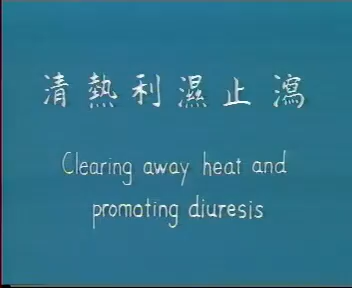 清熱利濕止瀉
Clearing away heat and
promoting diuresis